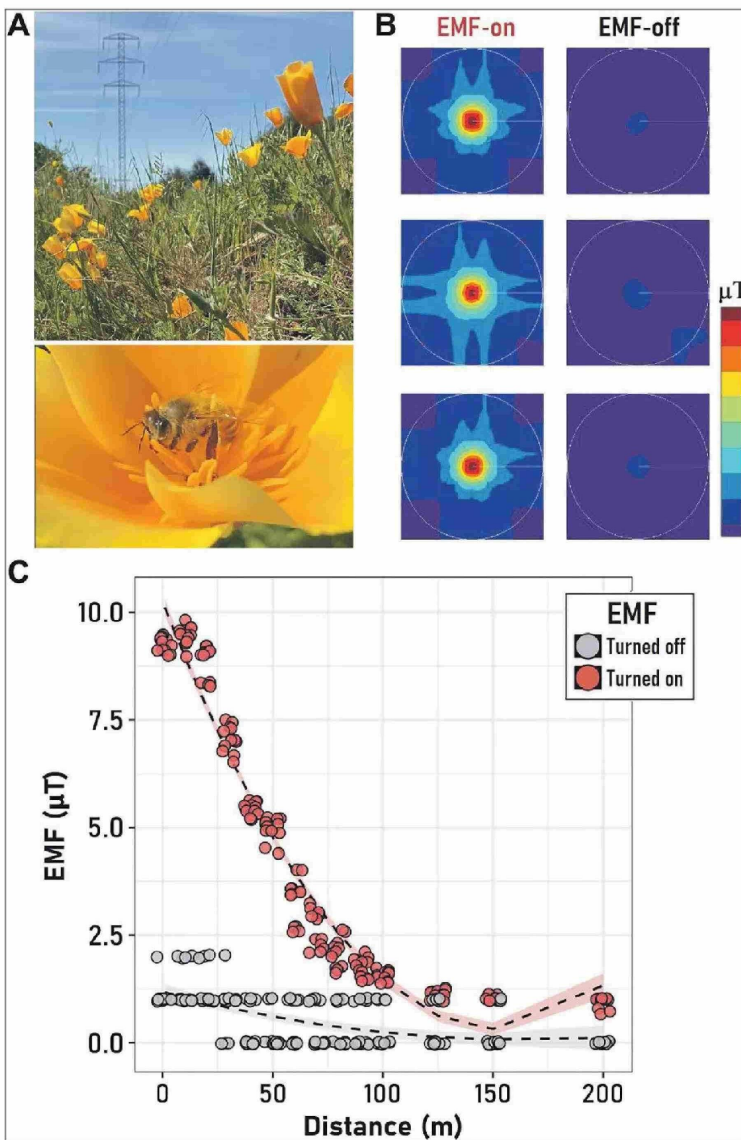 A
B
EMF-on
EMF-off
μT
C
EMF (μT)
10.0
7.5
5.0
2.5
0.0
EMF
Turned off
Turned on
0
50
100
150
200
Distance (m)